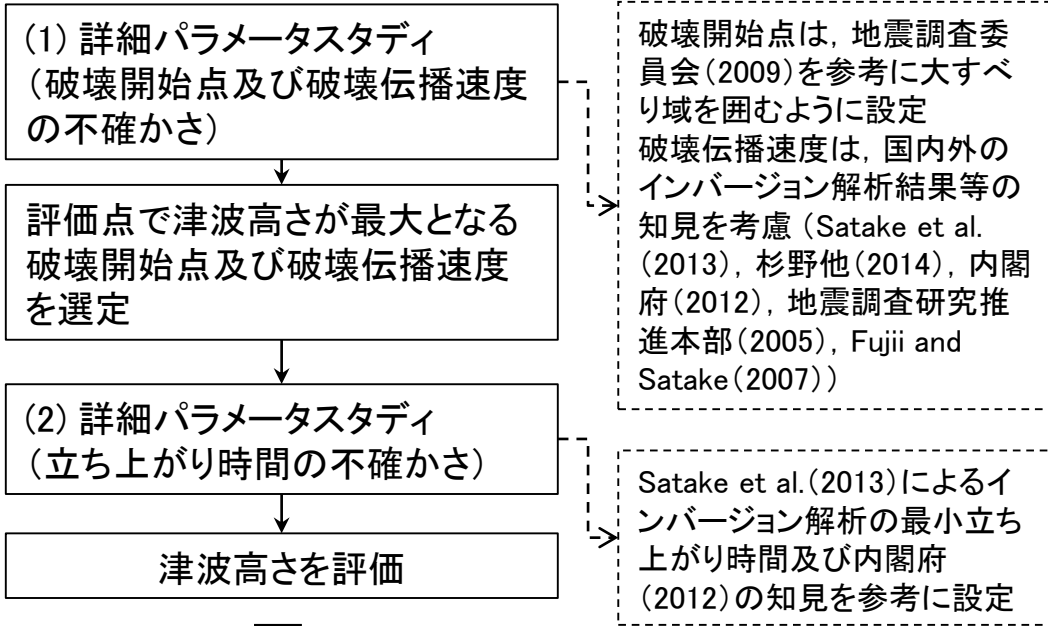 (1) 詳細パラメータスタディ
（破壊開始点及び破壊伝播速度
の不確かさ）
評価点で津波高さが最大となる
破壊開始点及び破壊伝播速度
を選定
(2) 詳細パラメータスタディ
（立ち上がり時間の不確かさ）
津波高さを評価
破壊開始点は，地震調査委
員会（2009）を参考に大すべ
り域を囲むように設定
破壊伝播速度は，国内外の
インバージョン解析結果等の
知見を考慮（Satake et al.
（2013），杉野他（2014），内閣
府（2012），地震調査研究推
進本部（2005），Fujii and
Satake（2007））
Satake et al.（2013）によるイ
ンバージョン解析の最小立ち
上がり時間及び内閣府
（2012）の知見を参考に設定